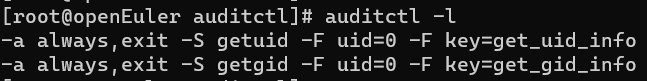 [root@openEuler auditctl]# auditctl -l
-a always,exit -S getuid -F uid=0 -F key=get_uid_info
-a always,exit -S getgid -F uid=0 -F key=get_gid_info